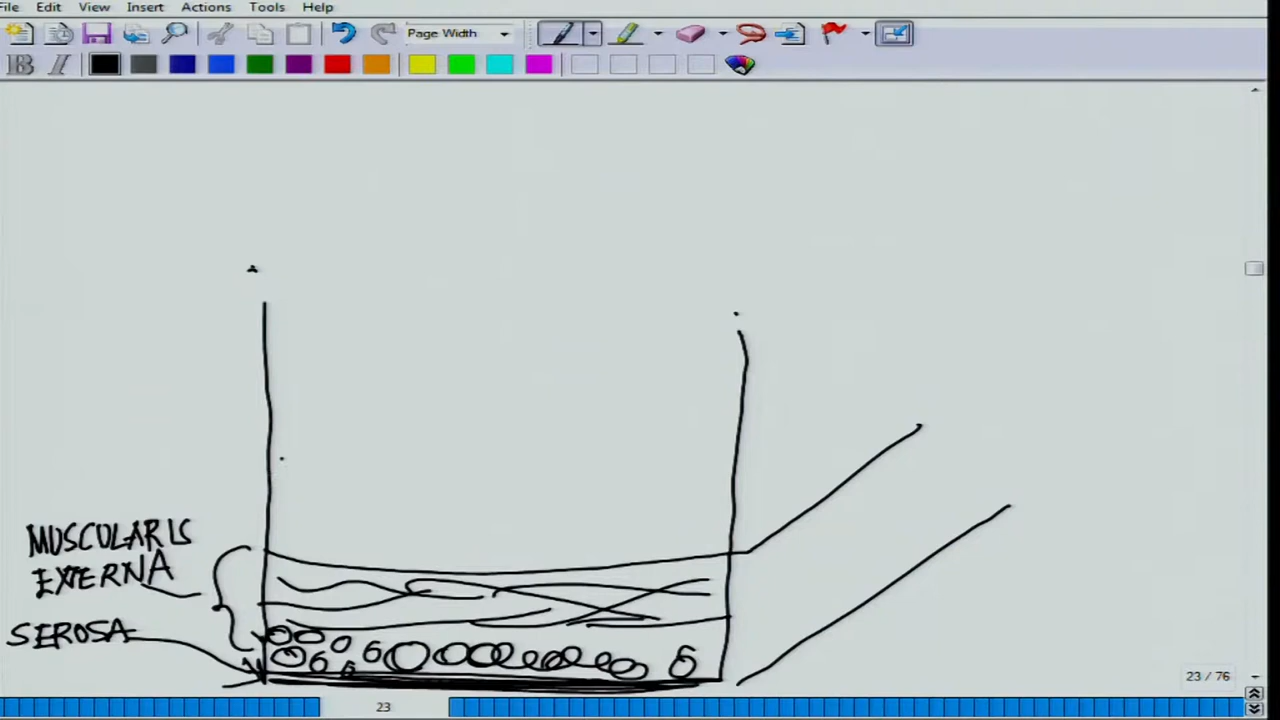 File Edit View Insert Actions Tools Help
Page Width
B I
MUSCULARIS
EXTERNA
SEROSA
23 / 76
23